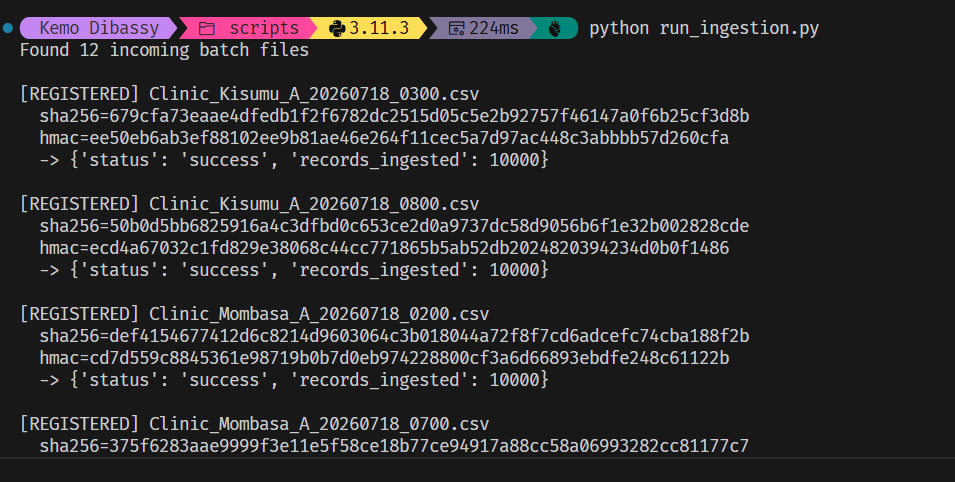 Kemo Dibassy scripts 3.11.3 224ms python run_ingestion.py
Found 12 incoming batch files
[REGISTERED] Clinic_Kisumu_A_20260718_0300.csv
sha256=679cfa73eaae4dfedb1f2f6782dc2515d05c5e2b92757f46147a0f6b25cf3d8b
hmac=ee50eb6ab3ef88102ee9b81ae46e264f11cec5a7d97ac448c3abbbb57d260cfa
-> {'status': 'success', 'records_ingested': 10000}
[REGISTERED] Clinic_Kisumu_A_20260718_0800.csv
sha256=50b0d5bb6825916a4c3dfbd0c653ce2d0a9737dc58d9056b6f1e32b002828cde
hmac=ecd4a67032c1fd829e38068c44cc771865b5ab52db2024820394234d0b0f1486
-> {'status': 'success', 'records_ingested': 10000}
[REGISTERED] Clinic_Mombasa_A_20260718_0200.csv
sha256=def4154677412d6c8214d9603064c3b018044a72f8f7cd6adcefc74cba188f2b
hmac=cd7d559c8845361e98719b0b7d0eb974228800cf3a6d66893ebdfe248c61122b
-> {'status': 'success', 'records_ingested': 10000}
[REGISTERED] Clinic_Mombasa_A_20260718_0700.csv
sha256=375f6283aae9999f3e11e5f58ce18b77ce94917a88cc58a06993282cc81177c7